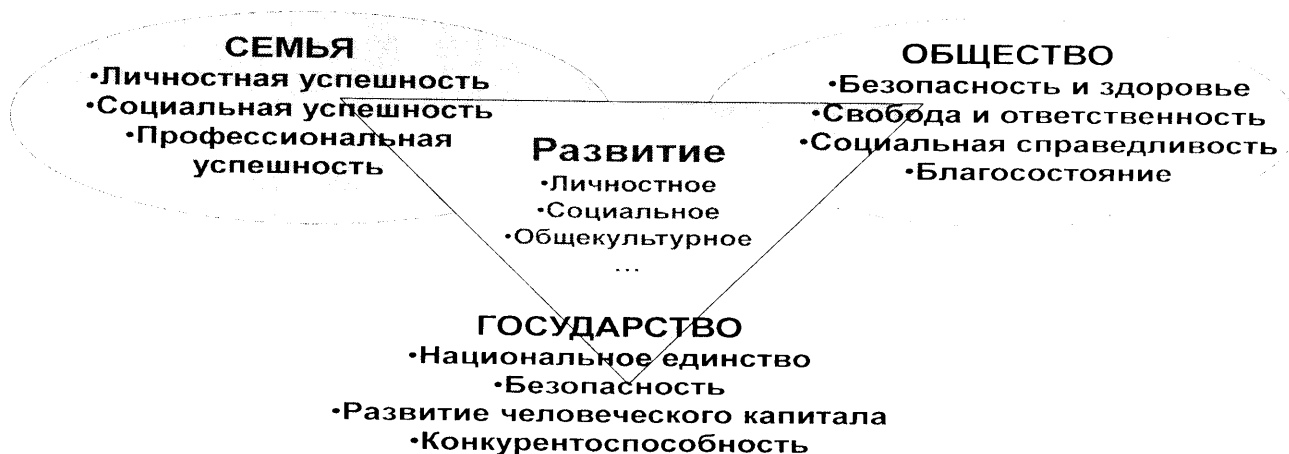 СЕМЬЯ
•Личностная успешность
•Социальная успешность
•Профессиональная
успешность
ОБЩЕСТВО
•Безопасность и здоровье
•Свобода и ответственность
•Социальная справедливость
•Благосостояние
Развитие
•Личностное
•Социальное
•Общекультурное
...
ГОСУДАРСТВО
•Национальное единство
•Безопасность
•Развитие человеческого капитала
•Конкурентоспособность